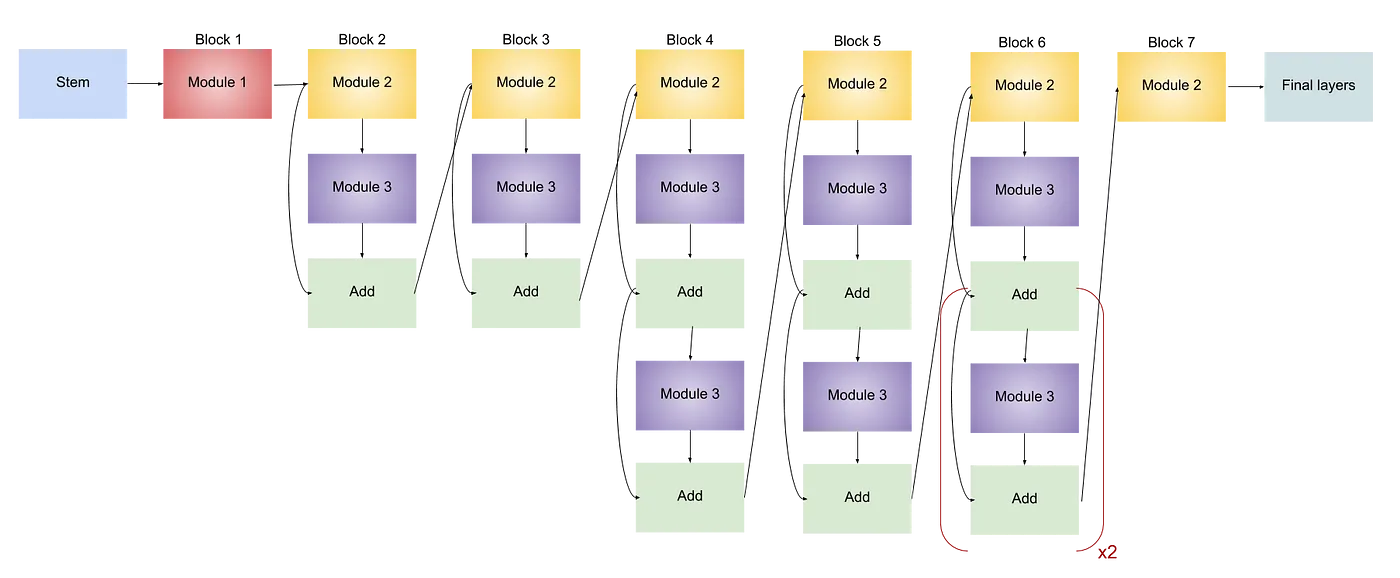 Block 1
Block 2
Block 3
Block 4
Block 5
Block 6
Block 7
Stem
Module 1
Module 2
Module 2
Module 2
Module 2
Module 2
Module 2
Final layers
Module 3
Module 3
Module 3
Module 3
Module 3
Add
Add
Add
Add
Add
Module 3
Module 3
Module 3
Add
Add
Add
x2